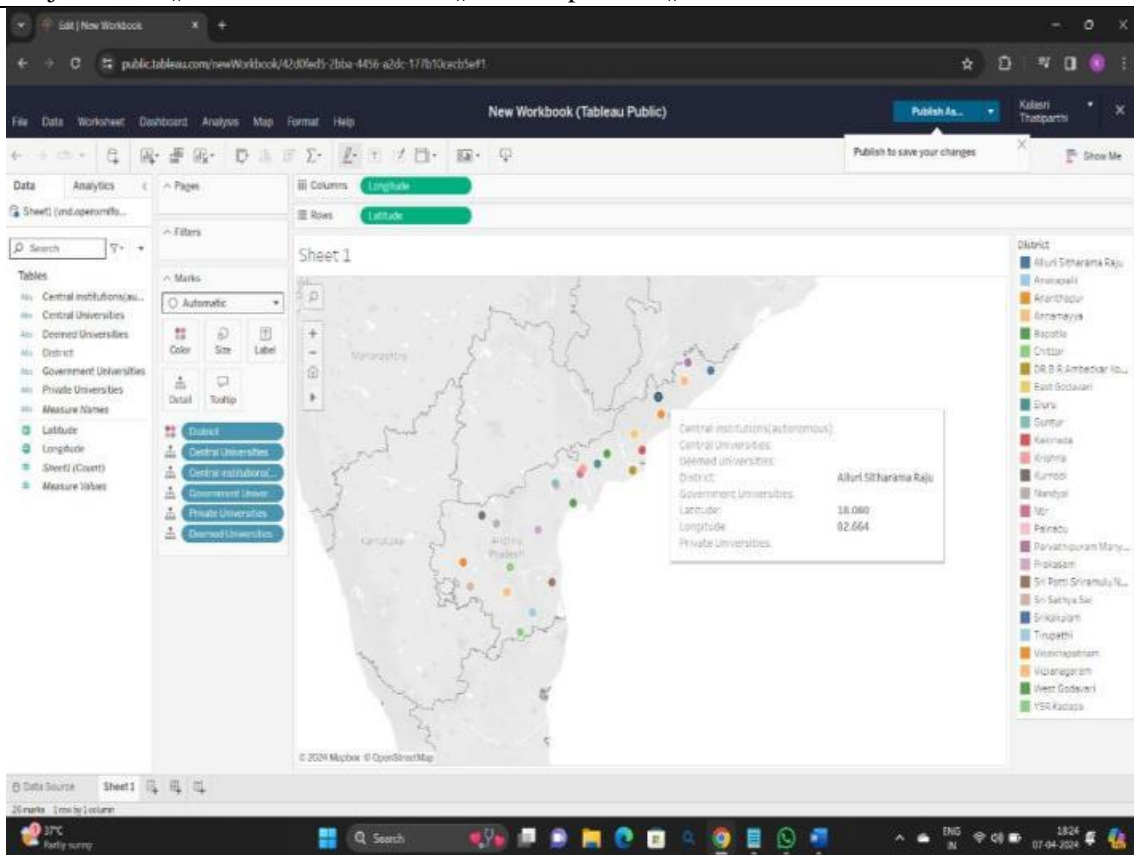 Edit | New Workbook
public.tableau.com/newWorkbook/
New Workbook (Tableau Public)
Publish As...
Kalasri
Thatiparthi
File Data Worksheet Dashboard Analysis Map Format Help
Publish to save your changes
Show Me
Data Analytics
Pages
Columns Longitude
Rows Latitude
Search
Filters
Sheet 1
Tables
Marks
Automatic
Central institutions(au...
Central Universities
Deemed Universities
District
Government Universities
Private Universities
Measure Names
Latitude
Longitude
Sheet1 (Count)
Measure Values
Color Size Label
Detail Tooltip
District
Central Universities
Central institutions(...
Government Univer...
Private Universities
Deemed Universities
Maharashtra
Karnataka
Andhra
Pradesh
Central institutions(autonomous):
Central Universities:
Deemed Universities:
District: Alluri Sitharama Raju
Government Universities:
Latitude: 18.080
Longitude: 82.664
Private Universities:
District
Alluri Sitharama Raju
Anakapalli
Ananthapur
Annamayya
Bapatla
Chittor
DR.B R Ambedkar Ko...
East Godavari
Eluru
Guntur
Kakinada
Krishna
Kurnool
Nandyal
Ntr
Palnadu
Parvathipuram Many...
Prakasam
Sri Potti Sriramulu N...
Sri Sathya Sai
Srikakulam
Tirupathi
Visakhapatnam
Vizianagaram
West Godavari
YSR Kadapa
© 2024 Mapbox © OpenStreetMap
Data Source Sheet 1
26 marks 1 row by 1 column
37°C
Partly sunny
Search
ENG
IN
18:24
07-04-2024